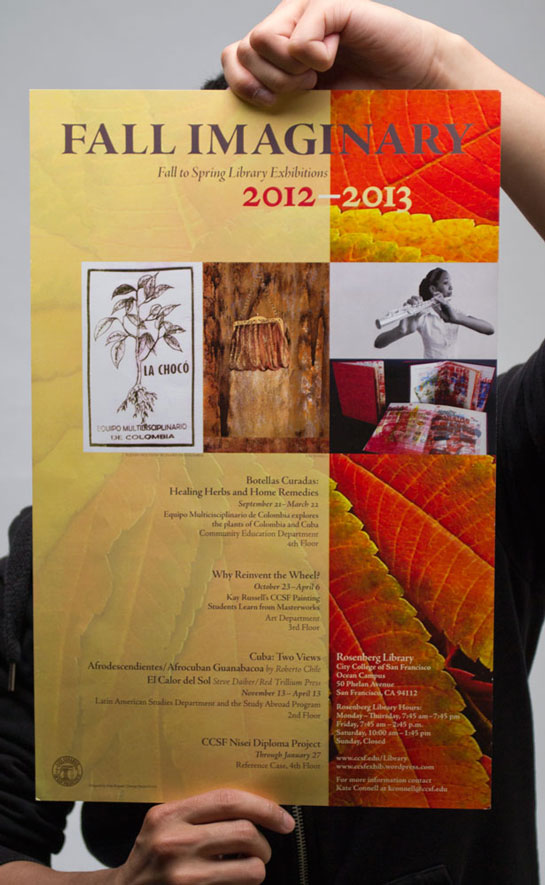 FALL IMAGINARY
Fall to Spring Library Exhibitions
2012–2013
LA CHOCÓ
EQUIPO MULTIDISCIPLINARIO
DE COLOMBIA
Botellas Curadas:
Healing Herbs and Home Remedies
September 21–March 22
Equipo Multicisciplinario de Colombia explores
the plants of Colombia and Cuba
Community Education Department
4th Floor
Why Reinvent the Wheel?
October 23–April 6
Kay Russell's CCSF Painting
Students Learn from Masterworks
Art Department
3rd Floor
Cuba: Two Views
Afrodescendientes/Afrocuban Guanabacoa by Roberto Chile
El Calor del Sol Steve Daiber/Red Trillium Press
November 13–April 13
Latin American Studies Department and the Study Abroad Program
2nd Floor
CCSF Nisei Diploma Project
Through January 27
Reference Case, 4th Floor
Rosenberg Library
City College of San Francisco
Ocean Campus
50 Phelan Avenue
San Francisco, CA 94112
Rosenberg Library Hours:
Monday–Thursday, 7:45 am–7:45 pm
Friday, 7:45 am–2:45 p.m.
Saturday, 10:00 am–1:45 pm
Sunday, Closed
www.ccsf.edu/Library
www.ccsfexhib.wordpress.com
For more information contact
Kate Connell at kconnell@ccsf.edu